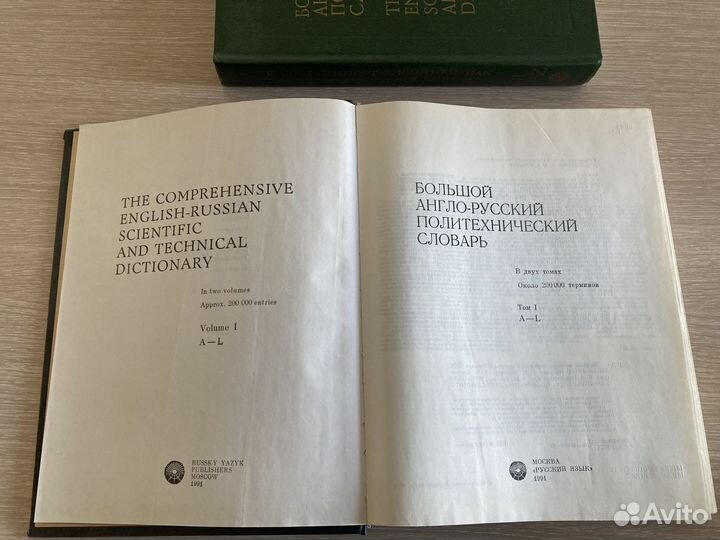 THE COMPREHENSIVE
ENGLISH-RUSSIAN
SCIENTIFIC
AND TECHNICAL
DICTIONARY
In two volumes
Approx. 200 000 entries
Volume I
A—L
RUSSKY YAZYK
PUBLISHERS
MOSCOW
1991
БОЛЬШОЙ
АНГЛО-РУССКИЙ
ПОЛИТЕХНИЧЕСКИЙ
СЛОВАРЬ
В двух томах
Около 200 000 терминов
Том I
A—L
МОСКВА
«РУССКИЙ ЯЗЫК»
1991
Avito